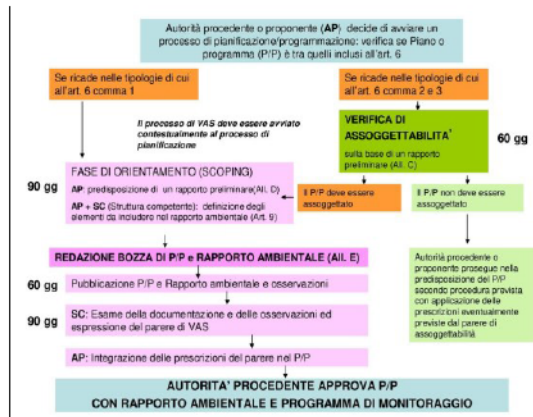 Autorità procedente o proponente (AP) decide di avviare un
processo di pianificazione/programmazione: verifica se Piano o
programma (P/P) è tra quelli inclusi all'art. 6
Se ricade nelle tipologie di cui
all'art. 6 comma 1
Se ricade nelle tipologie di cui
all'art. 6 comma 2 e 3
Il processo di VAS deve essere avviato
contestualmente al processo di
pianificazione
VERIFICA DI
ASSOGGETTABILITA'
sulla base di un rapporto
preliminare (All. C)
60 gg
90 gg
FASE DI ORIENTAMENTO (SCOPING)
AP: predisposizione di un rapporto preliminare(All. D)
AP + SC (Struttura competente): definizione degli
elementi da includere nel rapporto ambientale (Art. 9)
Il P/P deve essere
assoggettato
Il P/P non deve essere
assoggettato
REDAZIONE BOZZA DI P/P e RAPPORTO AMBIENTALE (All. E)
60 gg
Pubblicazione P/P e Rapporto ambientale e osservazioni
90 gg
SC: Esame della documentazione e delle osservazioni ed
espressione del parere di VAS
AP: Integrazione delle prescrizioni del parere nel P/P
Autorità procedente o
proponente prosegue nella
predisposizione del P/P
secondo procedura prevista
con applicazione delle
prescrizioni eventualmente
previste dal parere di
assoggettabilità
AUTORITA' PROCEDENTE APPROVA P/P
CON RAPPORTO AMBIENTALE E PROGRAMMA DI MONITORAGGIO